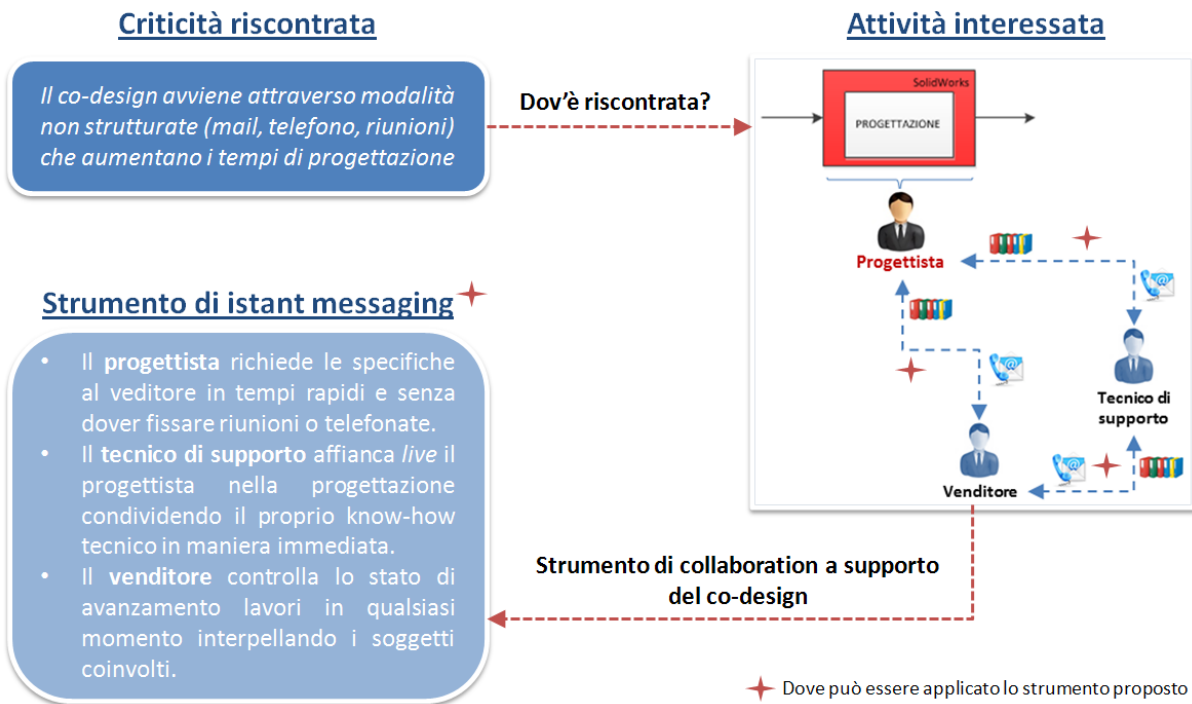 Criticità riscontrata
Il co-design avviene attraverso modalità
non strutturate (mail, telefono, riunioni)
che aumentano i tempi di progettazione
Dov'è riscontrata?
Attività interessata
SolidWorks
PROGETTAZIONE
Progettista
Tecnico di
supporto
Venditore
Strumento di istant messaging
• Il progettista richiede le specifiche
al veditore in tempi rapidi e senza
dover fissare riunioni o telefonate.
• Il tecnico di supporto affianca live il
progettista nella progettazione
condividendo il proprio know-how
tecnico in maniera immediata.
• Il venditore controlla lo stato di
avanzamento lavori in qualsiasi
momento interpellando i soggetti
coinvolti.
Strumento di collaboration a supporto
del co-design
Dove può essere applicato lo strumento proposto